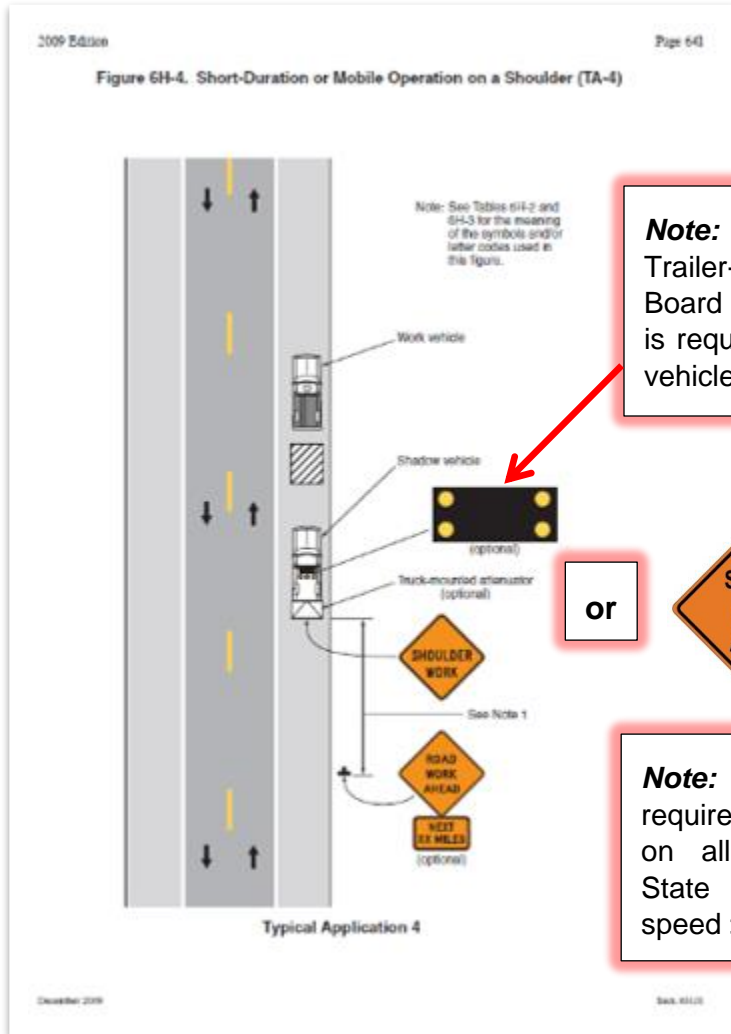 2009 Edition
Page 641
Figure 6H-4. Short-Duration or Mobile Operation on a Shoulder (TA-4)
Note: See Tables 6H-2 and
6H-3 for the meaning
of the symbols and/or
letter codes used in
this figure.
Work vehicle
Shadow vehicle
(optional)
Truck-mounted attenuator
(optional)
SHOULDER
WORK
See Note 1
ROAD
WORK
AHEAD
NEXT
XX MILES
(optional)
Typical Application 4
December 2009
Note:
Trailer-
Board
is requ
vehicle
or
S
Note:
require
on all
State
speed